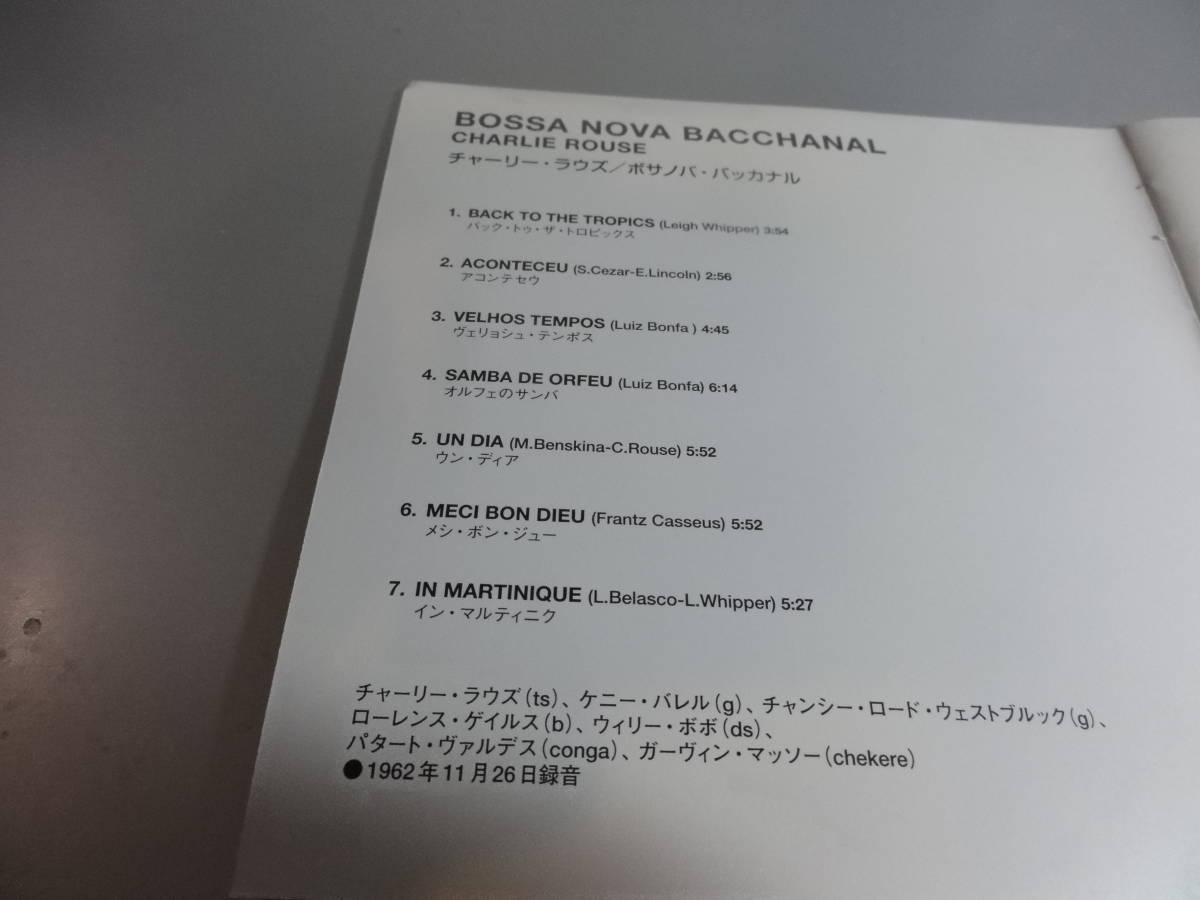 BOSSA NOVA BACCHANAL
CHARLIE ROUSE
チャーリー・ラウズ／ボサノバ・バッカナル
1. BACK TO THE TROPICS (Leigh Whipper) 3:54
バック・トゥ・ザ・トロピックス
2. ACONTECEU (S.Cezar-E.Lincoln) 2:56
アコンテセウ
3. VELHOS TEMPOS (Luiz Bonfa ) 4:45
ヴェリョシュ・テンポス
4. SAMBA DE ORFEU (Luiz Bonfa) 6:14
オルフェのサンバ
5. UN DIA (M.Benskina-C.Rouse) 5:52
ウン・ディア
6. MECI BON DIEU (Frantz Casseus) 5:52
メシ・ボン・ジュー
7. IN MARTINIQUE (L.Belasco-L.Whipper) 5:27
イン・マルティニク
チャーリー・ラウズ(ts)、ケニー・バレル(g)、チャンシー・ロード・ウェストブルック(g)、
ローレンス・ゲイルス(b)、ウィリー・ボボ(ds)、
パタート・ヴァルデス(conga)、ガーヴィン・マッソー(chekere)
●1962年11月26日録音